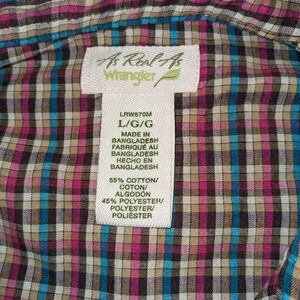 As Real As
Wrangler
LRW670M
L/G/G
MADE IN
BANGLADESH
FABRIQUÉ AU
BANGLADESH
HECHO EN
BANGLADESH
55% COTTON/
COTON/
ALGODÓN
45% POLYESTER/
POLYESTER/
POLIÉSTER